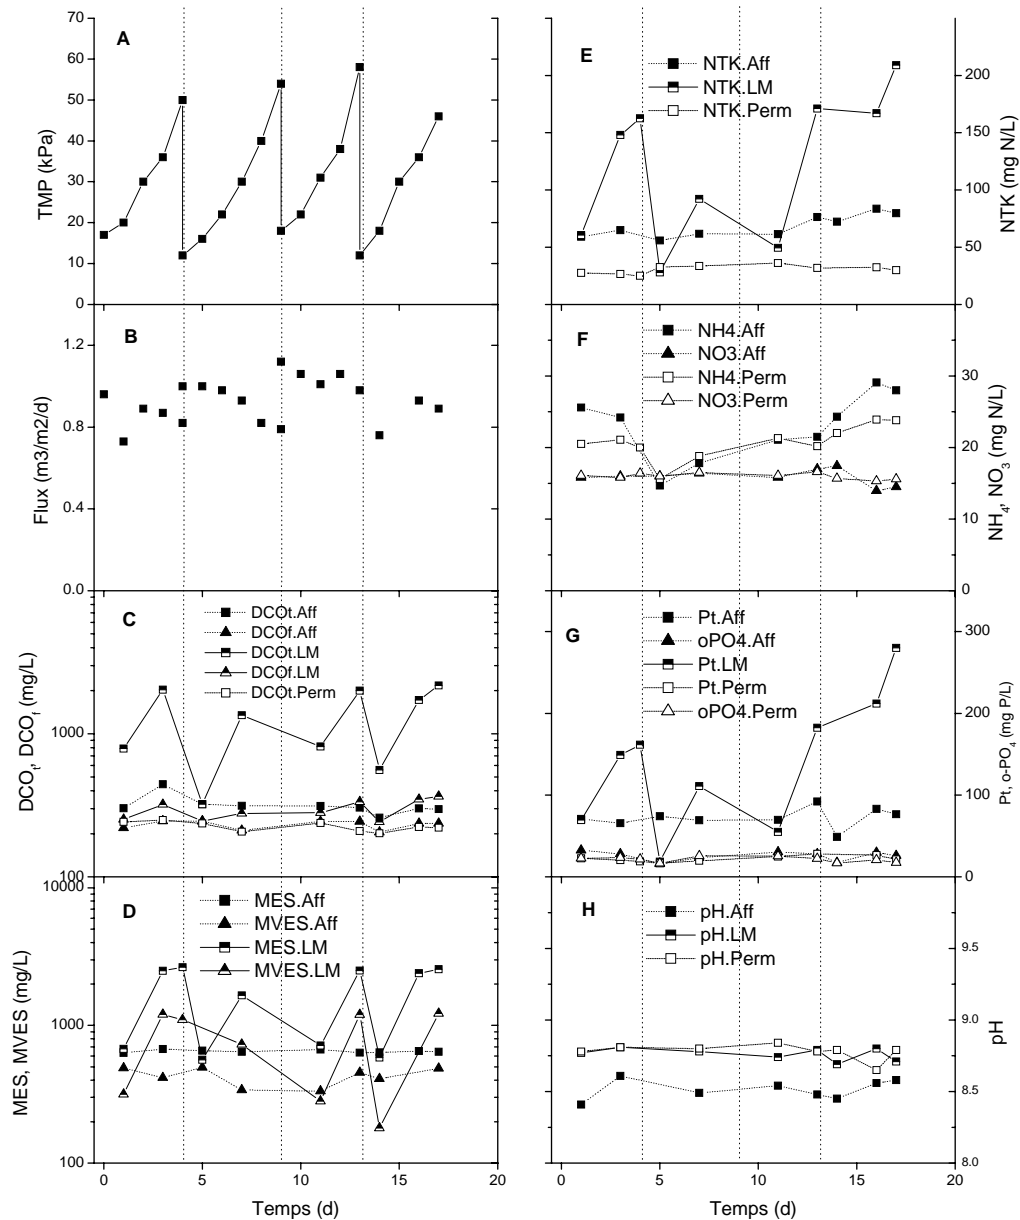 A
70
60
50
40
30
20
10
0
TMP (kPa)
B
1.2
0.8
0.4
0.0
Flux (m3/m2/d)
C
DCOt.Aff
DCOf.Aff
DCOt.LM
DCOf.LM
DCOt.Perm
1000
100
DCOt, DCOf (mg/L)
D
MES.Aff
MVES.Aff
MES.LM
MVES.LM
10000
1000
100
MES, MVES (mg/L)
0 5 10 15 20
Temps (d)
E
NTK.Aff
NTK.LM
NTK.Perm
200
150
100
50
0
NTK (mg N/L)
F
NH4.Aff
NO3.Aff
NH4.Perm
NO3.Perm
30
20
10
0
NH4, NO3 (mg N/L)
G
Pt.Aff
oPO4.Aff
Pt.LM
Pt.Perm
oPO4.Perm
300
200
100
0
Pt, o-PO4 (mg P/L)
H
pH.Aff
pH.LM
pH.Perm
9.5
9.0
8.5
8.0
pH
0 5 10 15 20
Temps (d)